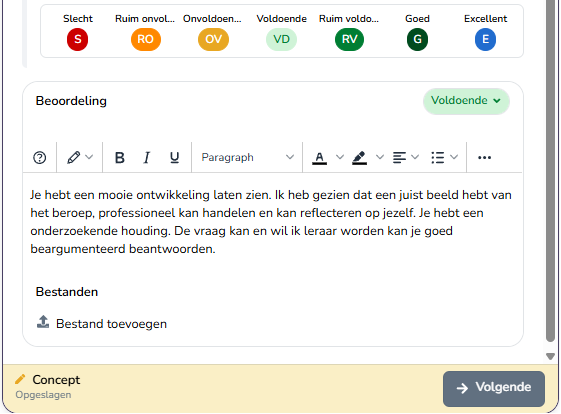 Slecht Ruim onvol... Onvoldoen... Voldoende Ruim voldo... Goed Excellent
S RO OV VD RV G E
Beoordeling Voldoende
B I U Paragraph A
Je hebt een mooie ontwikkeling laten zien. Ik heb gezien dat een juist beeld hebt van
het beroep, professioneel kan handelen en kan reflecteren op jezelf. Je hebt een
onderzoekende houding. De vraag kan en wil ik leraar worden kan je goed
beargumenteerd beantwoorden.
Bestanden
Bestand toevoegen
Concept
Opgeslagen
Volgende